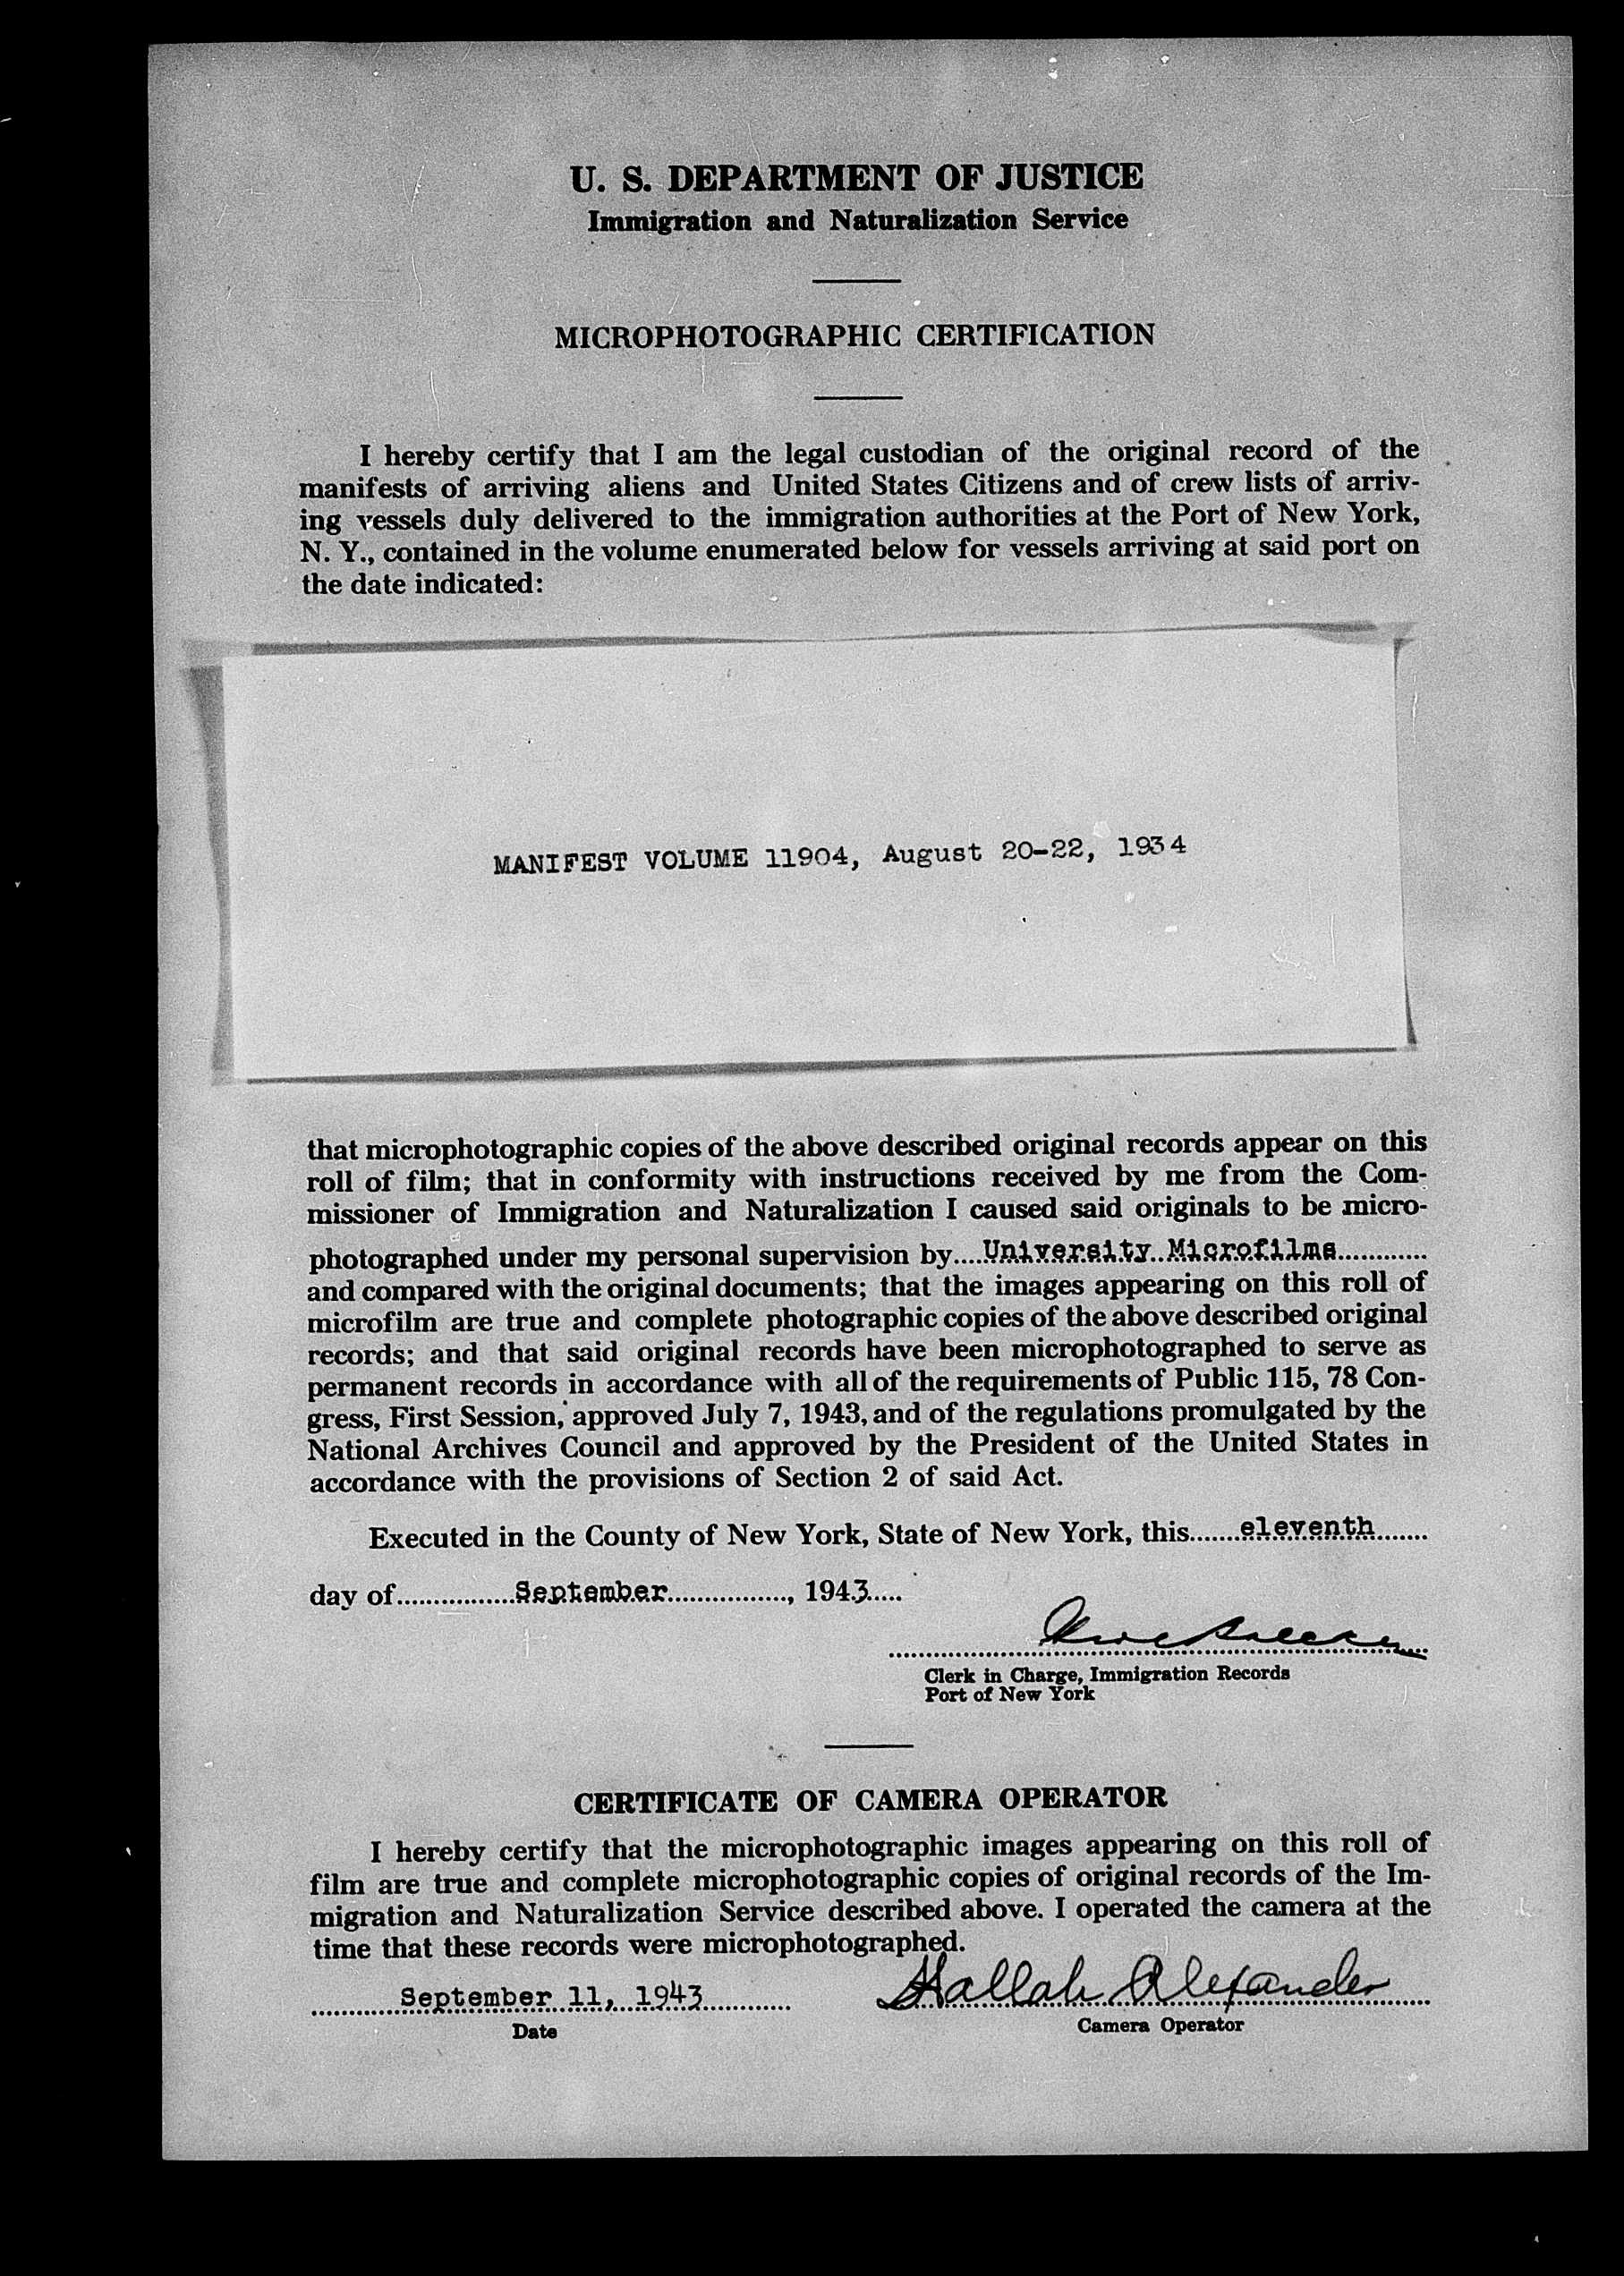 U. S. DEPARTMENT OF JUSTICE
Immigration and Naturalization Service
MICROPHOTOGRAPHIC CERTIFICATION
I hereby certify that I am the legal custodian of the original record of the
manifests of arriving aliens and United States Citizens and of crew lists of arriv-
ing vessels duly delivered to the immigration authorities at the Port of New York,
N. Y., contained in the volume enumerated below for vessels arriving at said port on
the date indicated:
MANIFEST VOLUME 11904, August 20-22, 1934
that microphotographic copies of the above described original records appear on this
roll of film; that in conformity with instructions received by me from the Com-
missioner of Immigration and Naturalization I caused said originals to be micro-
photographed under my personal supervision by....University Microfilms............
and compared with the original documents; that the images appearing on this roll of
microfilm are true and complete photographic copies of the above described original
records; and that said original records have been microphotographed to serve as
permanent records in accordance with all of the requirements of Public 115, 78 Con-
gress, First Session, approved July 7, 1943, and of the regulations promulgated by the
National Archives Council and approved by the President of the United States in
accordance with the provisions of Section 2 of said Act.
Executed in the County of New York, State of New York, this.......eleventh.......
day of................September................, 1943.....
Clerk in Charge, Immigration Records
Port of New York
CERTIFICATE OF CAMERA OPERATOR
I hereby certify that the microphotographic images appearing on this roll of
film are true and complete microphotographic copies of original records of the Im-
migration and Naturalization Service described above. I operated the camera at the
time that these records were microphotographed.
September 11, 1943 Hallah Alexander
Date Camera Operator